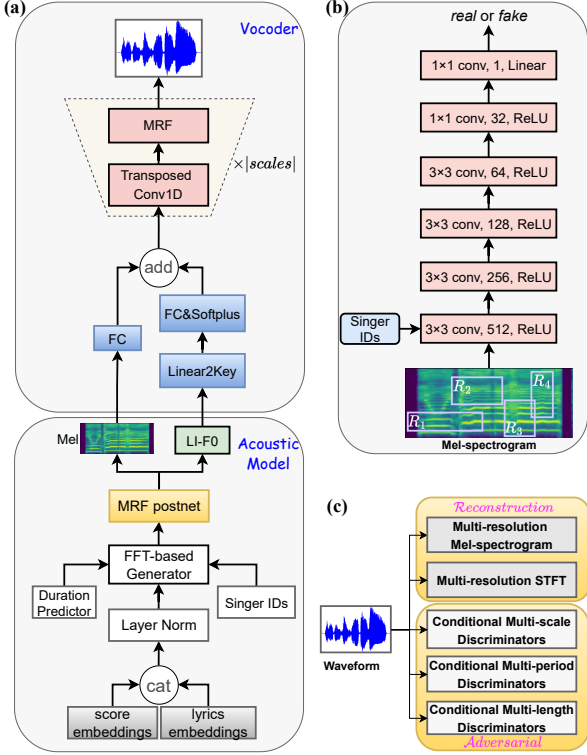 (a)
Vocoder
MRF
Transposed
Conv1D
×|scales|
add
FC&Softplus
FC
Linear2Key
Mel
LI-F0
Acoustic
Model
MRF postnet
FFT-based
Generator
Duration
Predictor
Singer IDs
Layer Norm
cat
score
embeddings
lyrics
embeddings
(b)
real or fake
1×1 conv, 1, Linear
1×1 conv, 32, ReLU
3×3 conv, 64, ReLU
3×3 conv, 128, ReLU
3×3 conv, 256, ReLU
Singer
IDs
3×3 conv, 512, ReLU
R2
R4
R1
R3
Mel-spectrogram
(c)
Reconstruction
Multi-resolution
Mel-spectrogram
Multi-resolution STFT
Waveform
Conditional Multi-scale
Discriminators
Conditional Multi-period
Discriminators
Conditional Multi-length
Discriminators
Adversarial